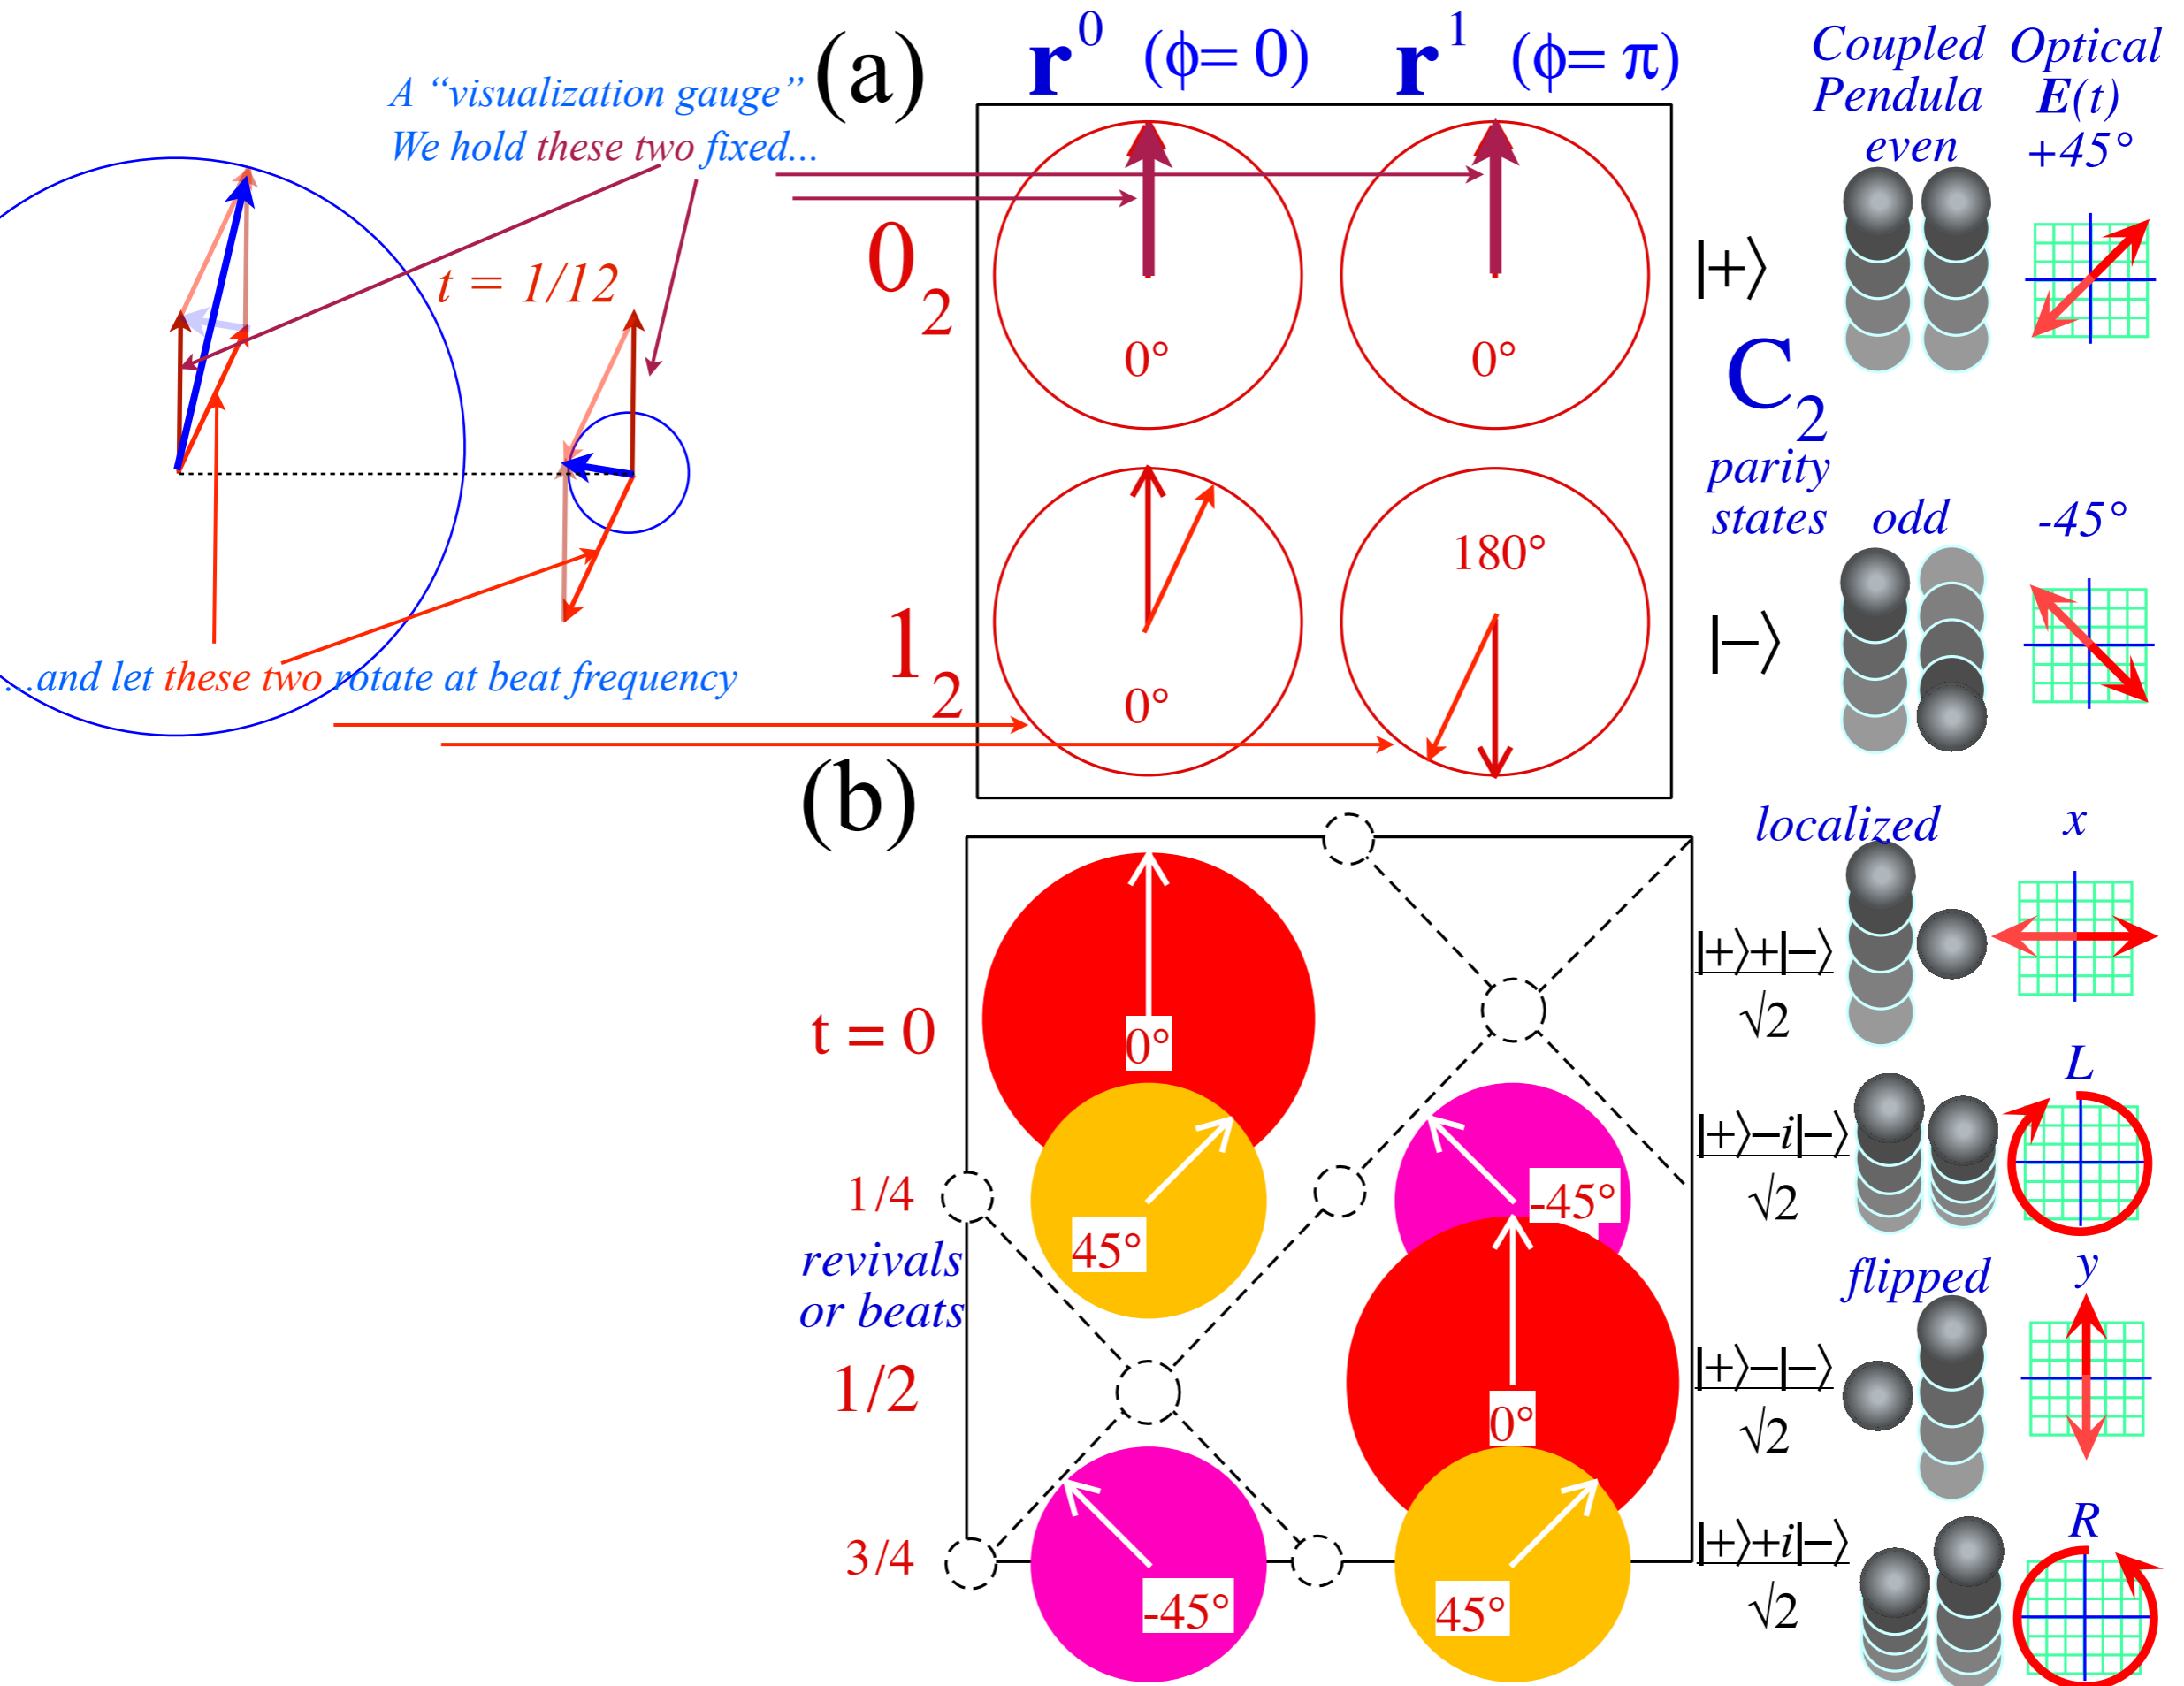 A “visualization gauge”
We hold these two fixed...
t = 1/12
...and let these two rotate at beat frequency
(a)
r⁰ (ϕ= 0) r¹ (ϕ= π)
0₂
0° 0°
1₂
0° 180°
|+⟩
C₂
parity
states
|−⟩
Coupled
Pendula
even
Optical
E(t)
+45°
odd -45°
(b)
localized x
t = 0
0°
|+⟩+|−⟩
√2
1/4
45° -45°
|+⟩−i|−⟩
√2
L
revivals
or beats
flipped y
1/2
0°
|+⟩−|−⟩
√2
3/4
-45° 45°
|+⟩+i|−⟩
√2
R